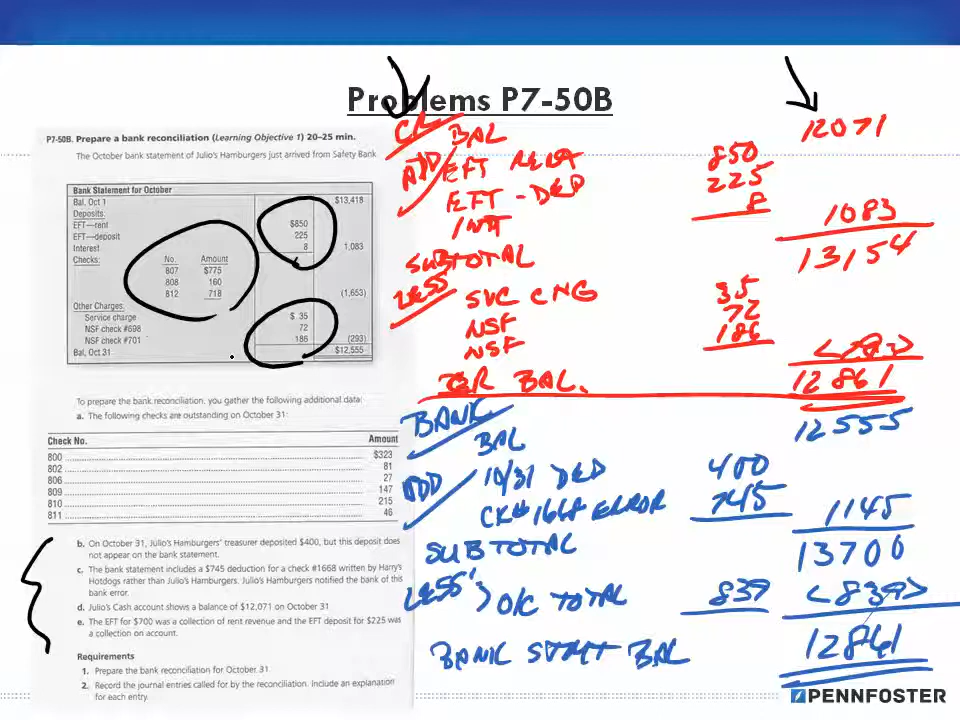 Problems P7-50B
P7-50B. Prepare a bank reconciliation (Learning Objective 1) 20–25 min.
The October bank statement of Julio's Hamburgers just arrived from Safety Bank
Bank Statement for October
Bal, Oct 1 $13,418
Deposits:
EFT—rent $850
EFT—deposit 225
Interest 8 1,083
Checks: No. Amount
807 $775
808 160
812 718 (1,653)
Other Charges:
Service charge $ 35
NSF check #698 72
NSF check #701 186 (293)
Bal, Oct 31 $12,555
To prepare the bank reconciliation, you gather the following additional data:
a. The following checks are outstanding on October 31:
Check No. Amount
800 $323
802 81
806 27
809 147
810 215
811 46
b. On October 31, Julio's Hamburgers' treasurer deposited $400, but this deposit does
not appear on the bank statement.
c. The bank statement includes a $745 deduction for a check #1668 written by Harry's
Hotdogs rather than Julio's Hamburgers. Julio's Hamburgers notified the bank of this
bank error.
d. Julio's Cash account shows a balance of $12,071 on October 31
e. The EFT for $700 was a collection of rent revenue and the EFT deposit for $225 was
a collection on account.
Requirements
1. Prepare the bank reconciliation for October 31
2. Record the journal entries called for by the reconciliation. Include an explanation
for each entry.
BAL 12071
ADD EFT 850
EFT - DEP 225
INT 8 1083
SUBTOTAL 13154
LESS SVC CHG 35
NSF 72
NSF 186 <293>
BAL. 12861
BANK
BAL 12555
ADD 10/31 DEP 400
CK# 1668 ERROR 745 1145
SUBTOTAL 13700
LESS: O/C TOTAL 839 <839>
BANK STMT BAL 12861
PENNFOSTER